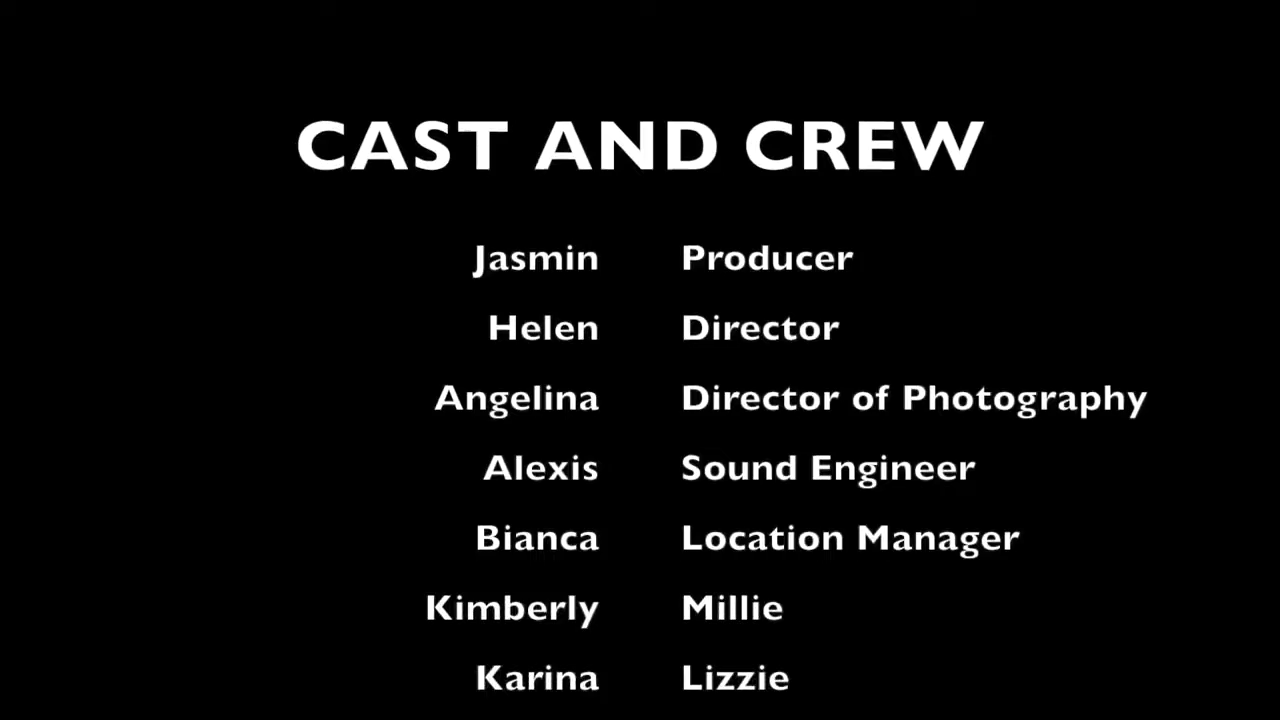 CAST AND CREW
Jasmin Producer
Helen Director
Angelina Director of Photography
Alexis Sound Engineer
Bianca Location Manager
Kimberly Millie
Karina Lizzie